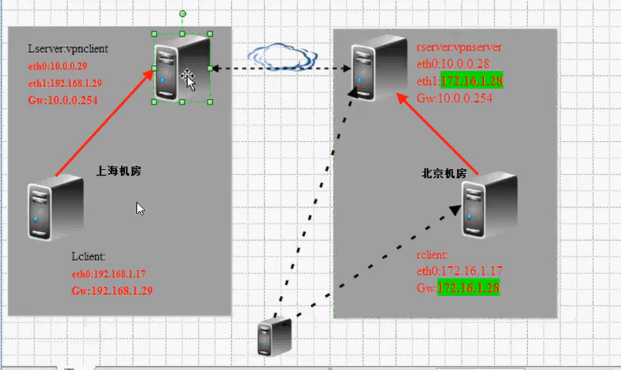 Lserver:vpnclient
eth0:10.0.0.29
eth1:192.168.1.29
Gw:10.0.0.254
上海机房
Lclient:
eth0:192.168.1.17
Gw:192.168.1.29
rserver:vpnserver
eth0:10.0.0.28
eth1:172.16.1.28
Gw:10.0.0.254
北京机房
rclient:
eth0:172.16.1.17
Gw:172.16.1.28